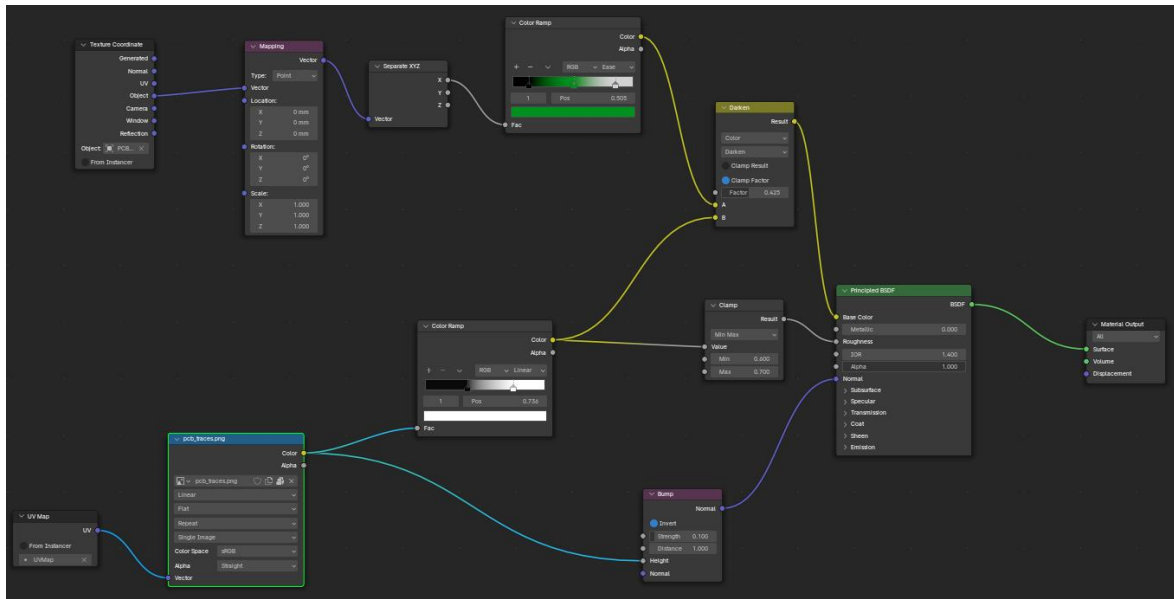 Texture Coordinate
Generated
Normal
UV
Object
Camera
Window
Reflection
Object: PCB...
From Instancer
Mapping
Vector
Type: Point
Vector
Location:
X 0 mm
Y 0 mm
Z 0 mm
Rotation:
X 0°
Y 0°
Z 0°
Scale:
X 1.000
Y 1.000
Z 1.000
Separate XYZ
X
Y
Z
Vector
Color Ramp
Color
Alpha
RGB Ease
1 Pos 0.505
Fac
Darken
Result
Color
Darken
Clamp Result
Clamp Factor
Factor 0.425
A
B
Color Ramp
Color
Alpha
RGB Linear
1 Pos 0.736
Fac
Clamp
Result
Min Max
Value
Min 0.600
Max 0.700
Principled BSDF
BSDF
Base Color
Metallic 0.000
Roughness
IOR 1.400
Alpha 1.000
Normal
Subsurface
Specular
Transmission
Coat
Sheen
Emission
Material Output
All
Surface
Volume
Displacement
pcb_traces.png
Color
Alpha
pcb_traces.png
Linear
Flat
Repeat
Single Image
Color Space sRGB
Alpha Straight
Vector
UV Map
UV
From Instancer
UVMap
Bump
Normal
Invert
Strength 0.100
Distance 1.000
Height
Normal